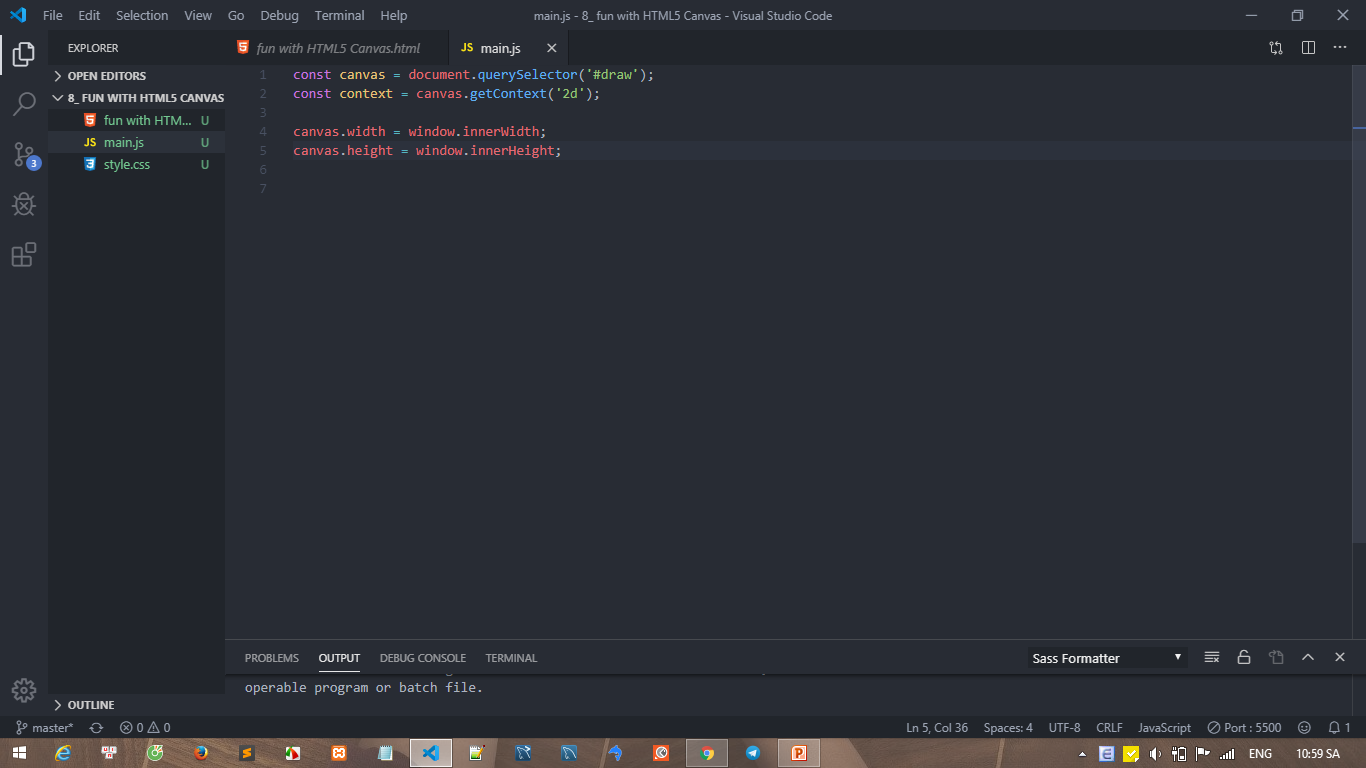 File Edit Selection View Go Debug Terminal Help
main.js - 8_ fun with HTML5 Canvas - Visual Studio Code
EXPLORER
fun with HTML5 Canvas.html
JS main.js
OPEN EDITORS
8_ FUN WITH HTML5 CANVAS
fun with HTM... U
JS main.js U
style.css U
3
1 const canvas = document.querySelector('#draw');
2 const context = canvas.getContext('2d');
3
4 canvas.width = window.innerWidth;
5 canvas.height = window.innerHeight;
6
7
PROBLEMS OUTPUT DEBUG CONSOLE TERMINAL
Sass Formatter
operable program or batch file.
OUTLINE
master* 0 0
Ln 5, Col 36 Spaces: 4 UTF-8 CRLF JavaScript Port : 5500 1
ENG 10:59 SA